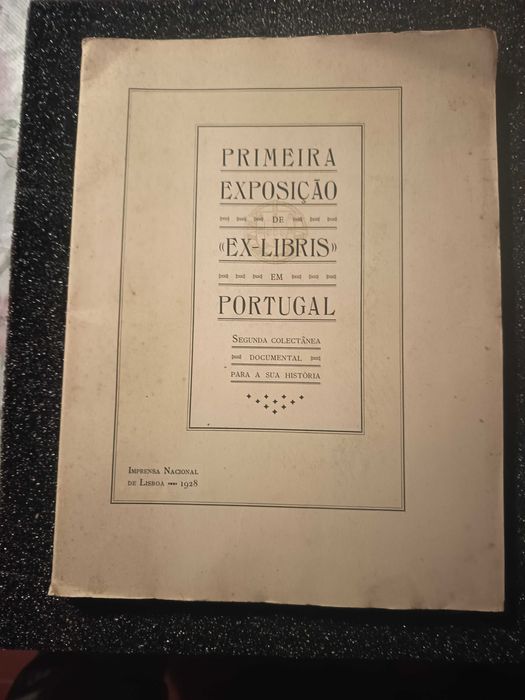 PRIMEIRA
EXPOSIÇÃO
DE
«EX-LIBRIS»
EM
PORTUGAL
SEGUNDA COLECTÂNEA
DOCUMENTAL
PARA A SUA HISTÓRIA
IMPRENSA NACIONAL
DE LISBOA — 1928